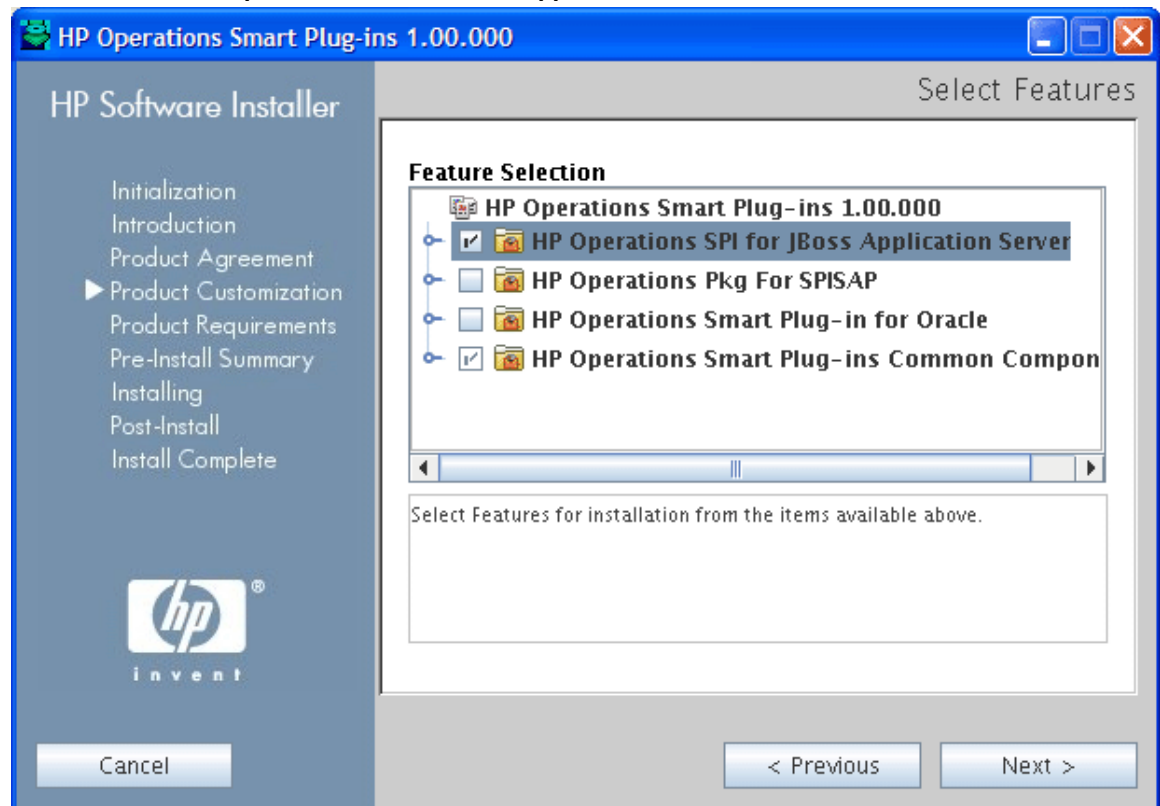 HP Operations Smart Plug-ins 1.00.000
HP Software Installer
Select Features
Initialization
Introduction
Product Agreement
Product Customization
Product Requirements
Pre-Install Summary
Installing
Post-Install
Install Complete
Feature Selection
HP Operations Smart Plug-ins 1.00.000
HP Operations SPI for JBoss Application Server
HP Operations Pkg For SPISAP
HP Operations Smart Plug-in for Oracle
HP Operations Smart Plug-ins Common Compon
Select Features for installation from the items available above.
hp ®
invent
Cancel
< Previous
Next >